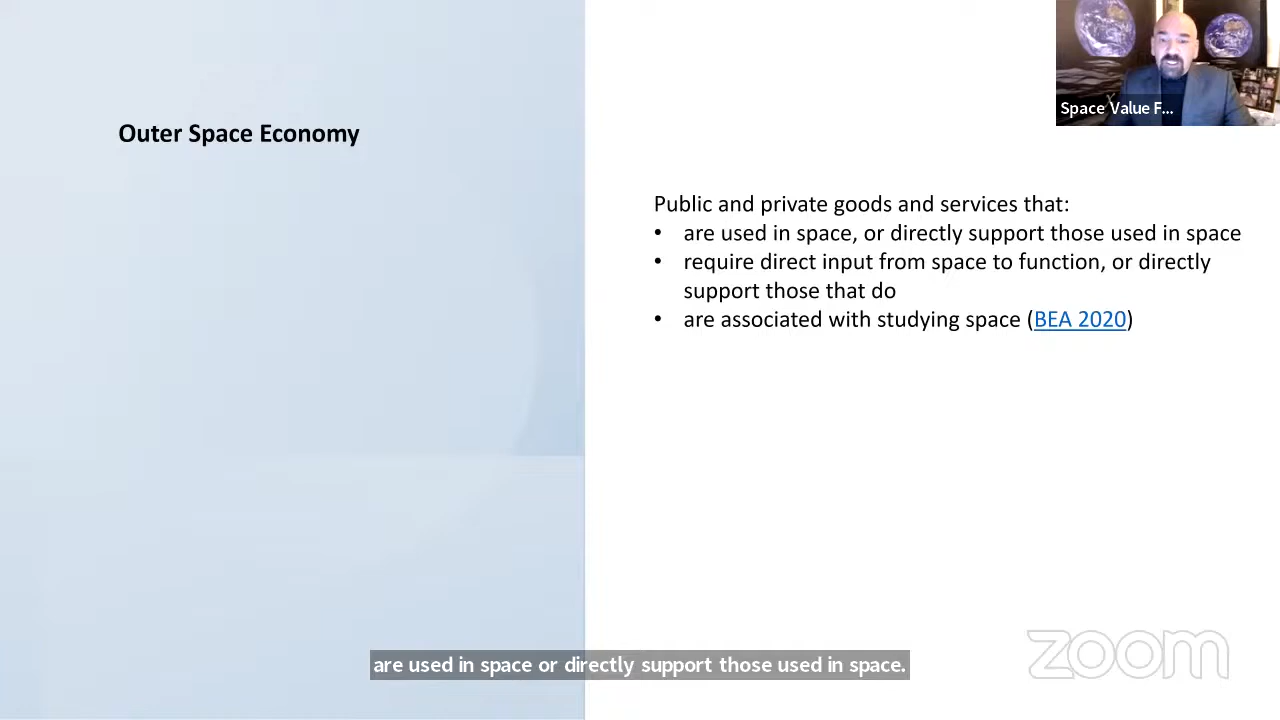 Space Value F...
Outer Space Economy
Public and private goods and services that:
• are used in space, or directly support those used in space
• require direct input from space to function, or directly
support those that do
• are associated with studying space (BEA 2020)
zoom
are used in space or directly support those used in space.